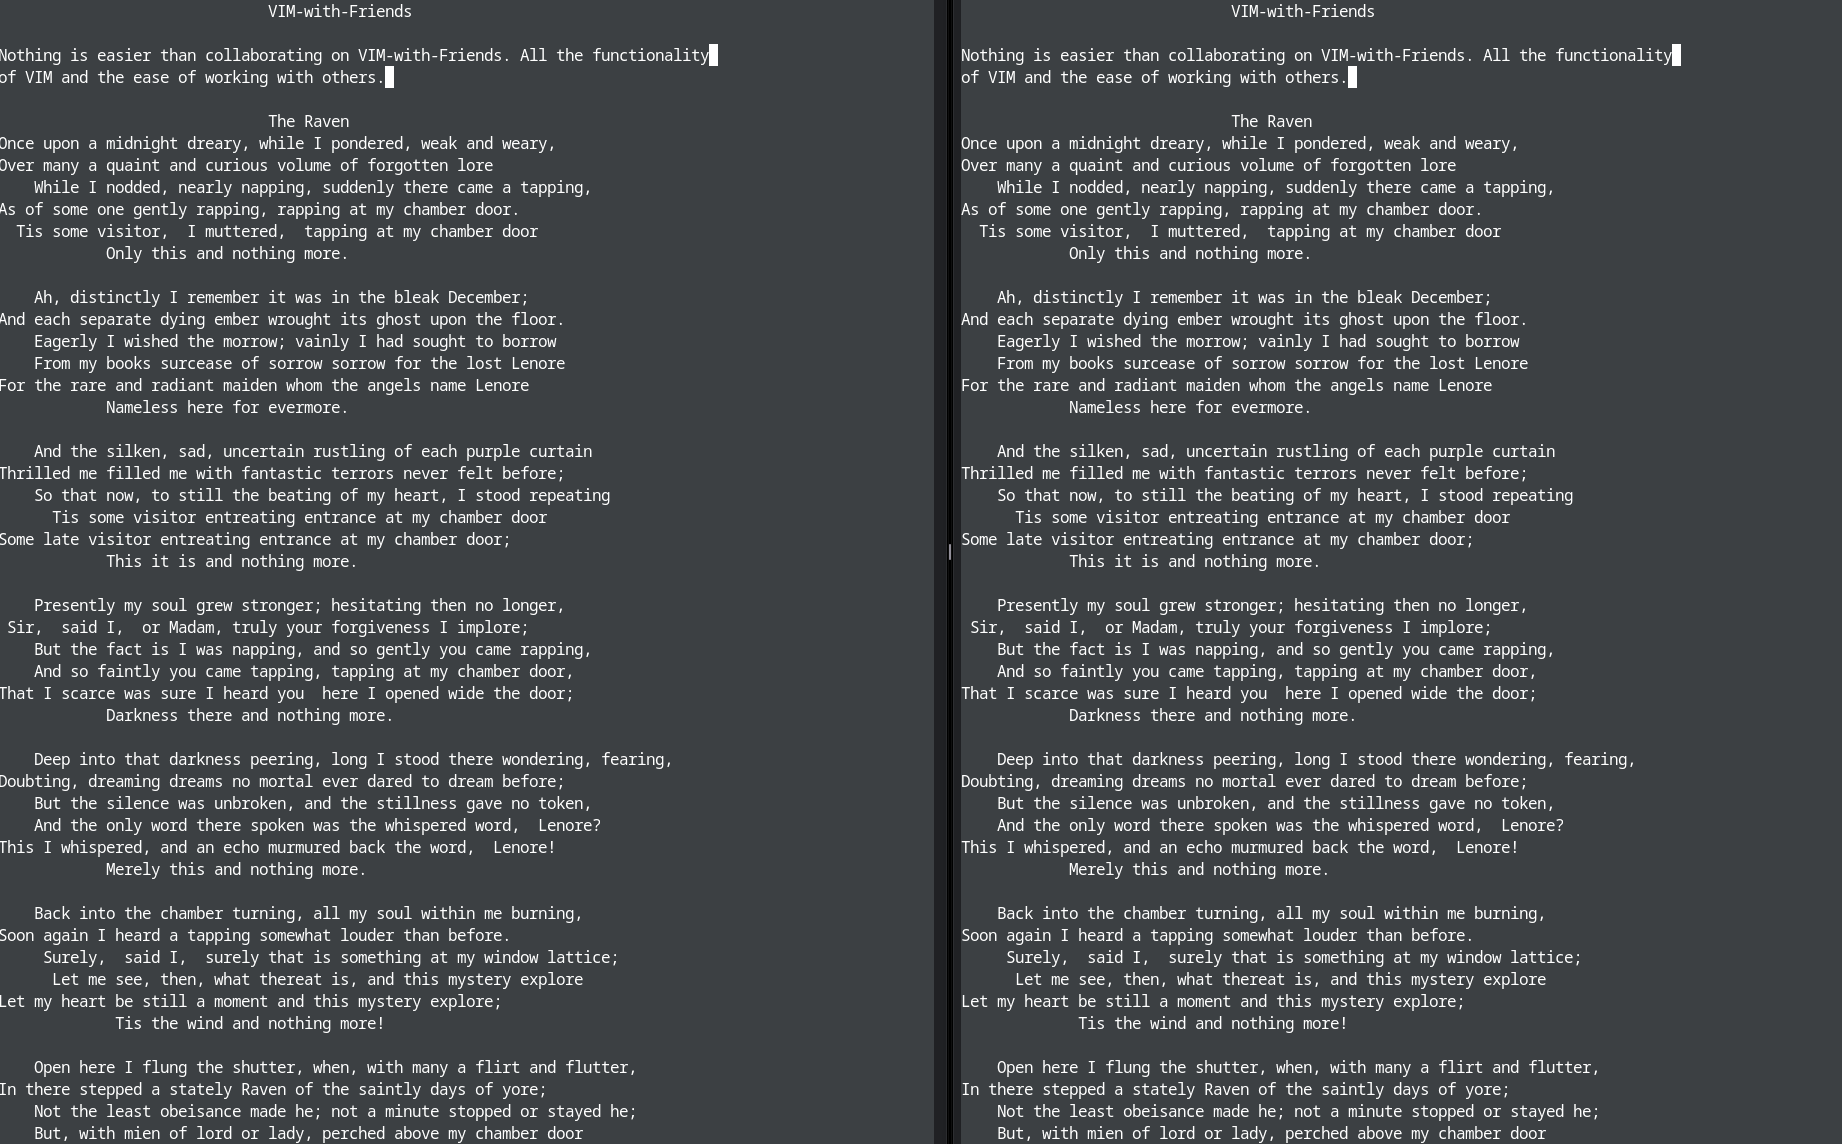 VIM-with-Friends
Nothing is easier than collaborating on VIM-with-Friends. All the functionality
of VIM and the ease of working with others.
The Raven
Once upon a midnight dreary, while I pondered, weak and weary,
Over many a quaint and curious volume of forgotten lore
While I nodded, nearly napping, suddenly there came a tapping,
As of some one gently rapping, rapping at my chamber door.
Tis some visitor,  I muttered,  tapping at my chamber door
Only this and nothing more.
Ah, distinctly I remember it was in the bleak December;
And each separate dying ember wrought its ghost upon the floor.
Eagerly I wished the morrow; vainly I had sought to borrow
From my books surcease of sorrow sorrow for the lost Lenore
For the rare and radiant maiden whom the angels name Lenore
Nameless here for evermore.
And the silken, sad, uncertain rustling of each purple curtain
Thrilled me filled me with fantastic terrors never felt before;
So that now, to still the beating of my heart, I stood repeating
Tis some visitor entreating entrance at my chamber door
Some late visitor entreating entrance at my chamber door;
This it is and nothing more.
Presently my soul grew stronger; hesitating then no longer,
Sir,  said I,  or Madam, truly your forgiveness I implore;
But the fact is I was napping, and so gently you came rapping,
And so faintly you came tapping, tapping at my chamber door,
That I scarce was sure I heard you  here I opened wide the door;
Darkness there and nothing more.
Deep into that darkness peering, long I stood there wondering, fearing,
Doubting, dreaming dreams no mortal ever dared to dream before;
But the silence was unbroken, and the stillness gave no token,
And the only word there spoken was the whispered word,  Lenore?
This I whispered, and an echo murmured back the word,  Lenore!
Merely this and nothing more.
Back into the chamber turning, all my soul within me burning,
Soon again I heard a tapping somewhat louder than before.
Surely,  said I,  surely that is something at my window lattice;
Let me see, then, what thereat is, and this mystery explore
Let my heart be still a moment and this mystery explore;
Tis the wind and nothing more!
Open here I flung the shutter, when, with many a flirt and flutter,
In there stepped a stately Raven of the saintly days of yore;
Not the least obeisance made he; not a minute stopped or stayed he;
But, with mien of lord or lady, perched above my chamber door
VIM-with-Friends
Nothing is easier than collaborating on VIM-with-Friends. All the functionality
of VIM and the ease of working with others.
The Raven
Once upon a midnight dreary, while I pondered, weak and weary,
Over many a quaint and curious volume of forgotten lore
While I nodded, nearly napping, suddenly there came a tapping,
As of some one gently rapping, rapping at my chamber door.
Tis some visitor,  I muttered,  tapping at my chamber door
Only this and nothing more.
Ah, distinctly I remember it was in the bleak December;
And each separate dying ember wrought its ghost upon the floor.
Eagerly I wished the morrow; vainly I had sought to borrow
From my books surcease of sorrow sorrow for the lost Lenore
For the rare and radiant maiden whom the angels name Lenore
Nameless here for evermore.
And the silken, sad, uncertain rustling of each purple curtain
Thrilled me filled me with fantastic terrors never felt before;
So that now, to still the beating of my heart, I stood repeating
Tis some visitor entreating entrance at my chamber door
Some late visitor entreating entrance at my chamber door;
This it is and nothing more.
Presently my soul grew stronger; hesitating then no longer,
Sir,  said I,  or Madam, truly your forgiveness I implore;
But the fact is I was napping, and so gently you came rapping,
And so faintly you came tapping, tapping at my chamber door,
That I scarce was sure I heard you  here I opened wide the door;
Darkness there and nothing more.
Deep into that darkness peering, long I stood there wondering, fearing,
Doubting, dreaming dreams no mortal ever dared to dream before;
But the silence was unbroken, and the stillness gave no token,
And the only word there spoken was the whispered word,  Lenore?
This I whispered, and an echo murmured back the word,  Lenore!
Merely this and nothing more.
Back into the chamber turning, all my soul within me burning,
Soon again I heard a tapping somewhat louder than before.
Surely,  said I,  surely that is something at my window lattice;
Let me see, then, what thereat is, and this mystery explore
Let my heart be still a moment and this mystery explore;
Tis the wind and nothing more!
Open here I flung the shutter, when, with many a flirt and flutter,
In there stepped a stately Raven of the saintly days of yore;
Not the least obeisance made he; not a minute stopped or stayed he;
But, with mien of lord or lady, perched above my chamber door